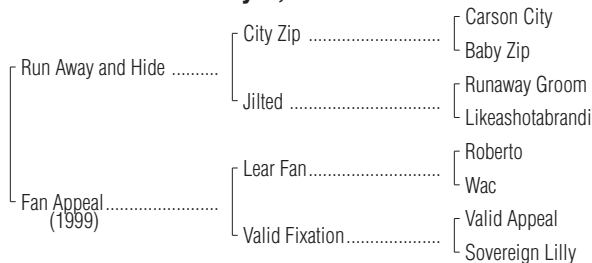 Carson City
City Zip ............................
Baby Zip
Run Away and Hide ..........
Runaway Groom
Jilted ................................
Likeashotabrandi
Roberto
Lear Fan............................
Wac
Fan Appeal........................
(1999)
Valid Appeal
Valid Fixation....................
Sovereign Lilly